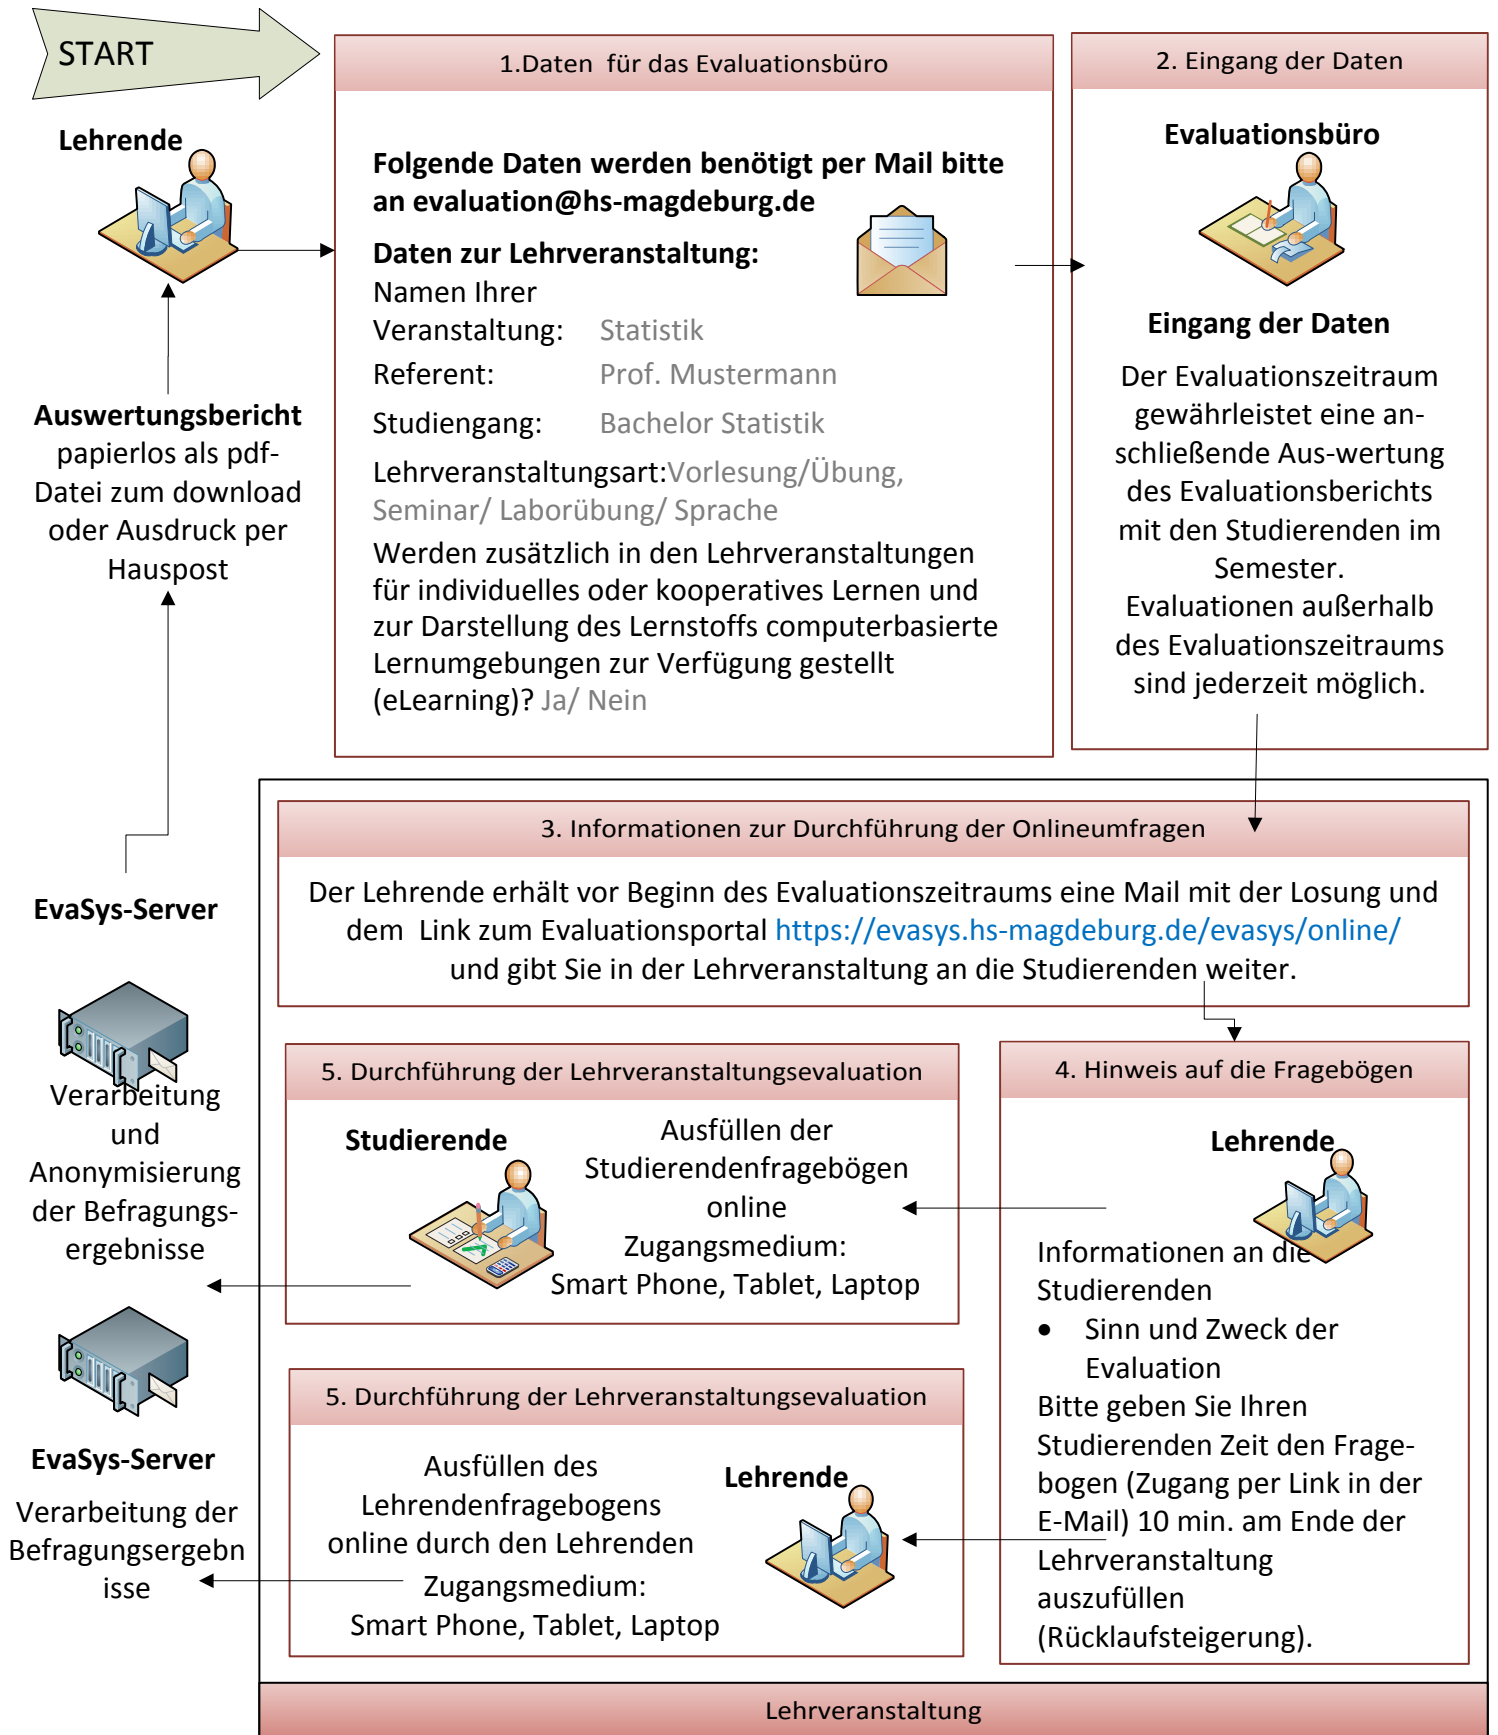 START
Lehrende
1.Daten für das Evaluationsbüro
Folgende Daten werden benötigt per Mail bitte
an evaluation@hs-magdeburg.de
Daten zur Lehrveranstaltung:
Namen Ihrer
Veranstaltung: Statistik
Referent: Prof. Mustermann
Studiengang: Bachelor Statistik
Lehrveranstaltungsart:Vorlesung/Übung,
Seminar/ Laborübung/ Sprache
Werden zusätzlich in den Lehrveranstaltungen
für individuelles oder kooperatives Lernen und
zur Darstellung des Lernstoffs computerbasierte
Lernumgebungen zur Verfügung gestellt
(eLearning)? Ja/ Nein
2. Eingang der Daten
Evaluationsbüro
Eingang der Daten
Der Evaluationszeitraum
gewährleistet eine an-
schließende Aus-wertung
des Evaluationsberichts
mit den Studierenden im
Semester.
Evaluationen außerhalb
des Evaluationszeitraums
sind jederzeit möglich.
3. Informationen zur Durchführung der Onlineumfragen
Der Lehrende erhält vor Beginn des Evaluationszeitraums eine Mail mit der Losung und
dem Link zum Evaluationsportal https://evasys.hs-magdeburg.de/evasys/online/
und gibt Sie in der Lehrveranstaltung an die Studierenden weiter.
4. Hinweis auf die Fragebögen
Lehrende
Informationen an die
Studierenden
• Sinn und Zweck der
Evaluation
Bitte geben Sie Ihren
Studierenden Zeit den Frage-
bogen (Zugang per Link in der
E-Mail) 10 min. am Ende der
Lehrveranstaltung
auszufüllen
(Rücklaufsteigerung).
5. Durchführung der Lehrveranstaltungsevaluation
Studierende
Ausfüllen der
Studierendenfragebögen
online
Zugangsmedium:
Smart Phone, Tablet, Laptop
5. Durchführung der Lehrveranstaltungsevaluation
Ausfüllen des
Lehrendenfragebogens
online durch den Lehrenden
Zugangsmedium:
Smart Phone, Tablet, Laptop
Lehrende
Lehrveranstaltung
Auswertungsbericht
papierlos als pdf-
Datei zum download
oder Ausdruck per
Hauspost
EvaSys-Server
Verarbeitung
und
Anonymisierung
der Befragungs-
ergebnisse
EvaSys-Server
Verarbeitung der
Befragungsergebn
isse